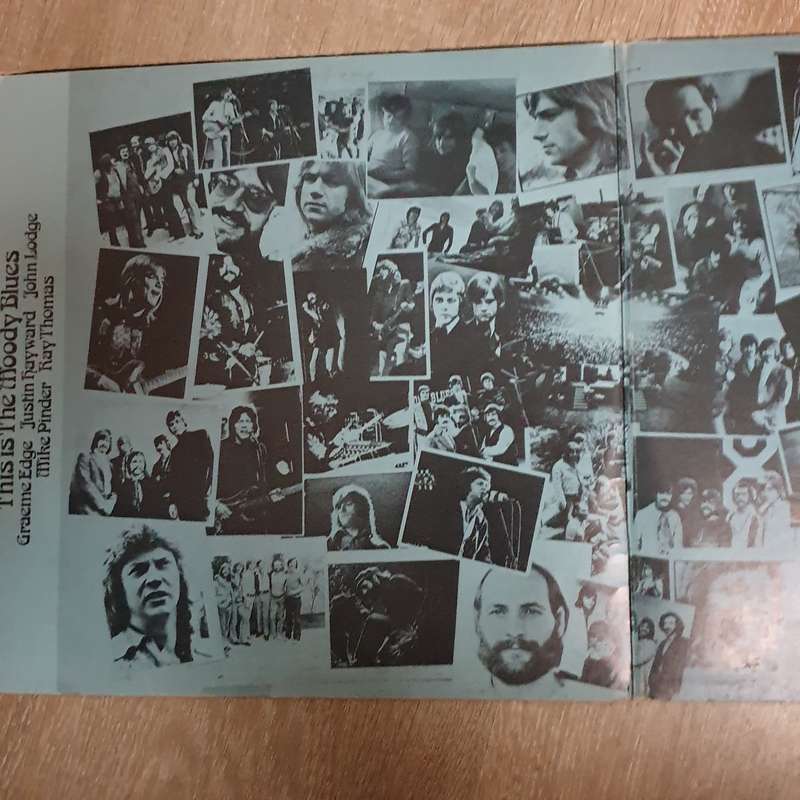 This is The Moody Blues
Graeme Edge Justin Hayward John Lodge
Mike Pinder Ray Thomas